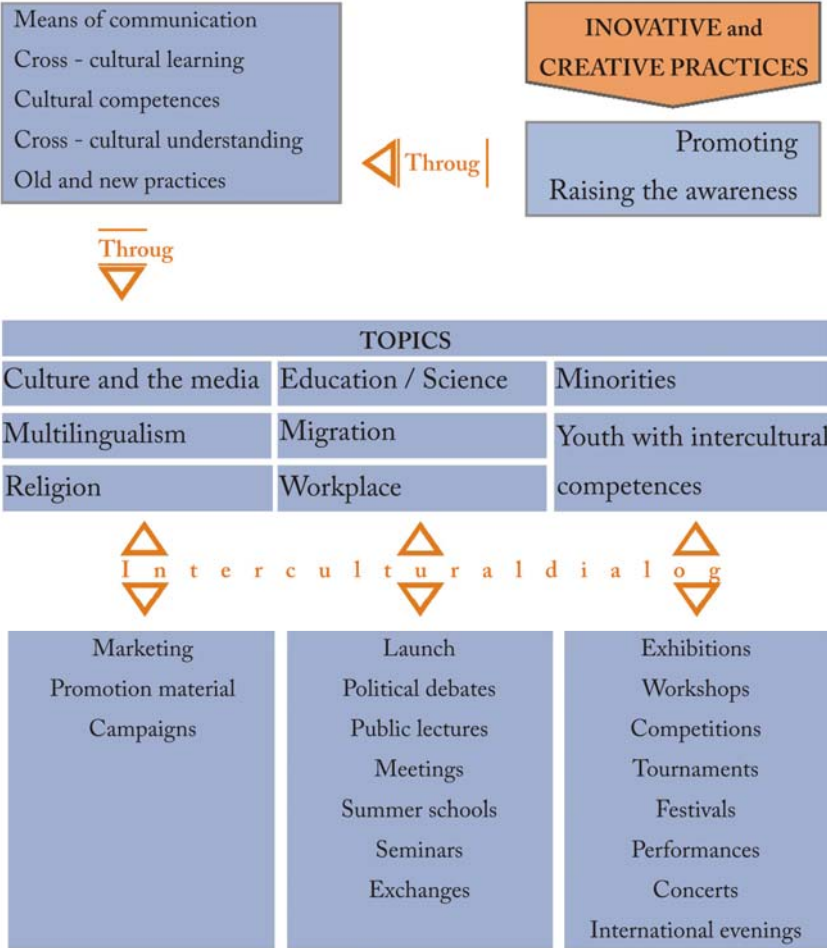 Means of communication
Cross - cultural learning
Cultural competences
Cross - cultural understanding
Old and new practices
INOVATIVE and
CREATIVE PRACTICES
Promoting
Raising the awareness
Throug
Throug
TOPICS
Culture and the media
Education / Science
Minorities
Multilingualism
Migration
Youth with intercultural
competences
Religion
Workplace
I n t e r c u l t u r a l d i a l o g
Marketing
Promotion material
Campaigns
Launch
Political debates
Public lectures
Meetings
Summer schools
Seminars
Exchanges
Exhibitions
Workshops
Competitions
Tournaments
Festivals
Performances
Concerts
International evenings